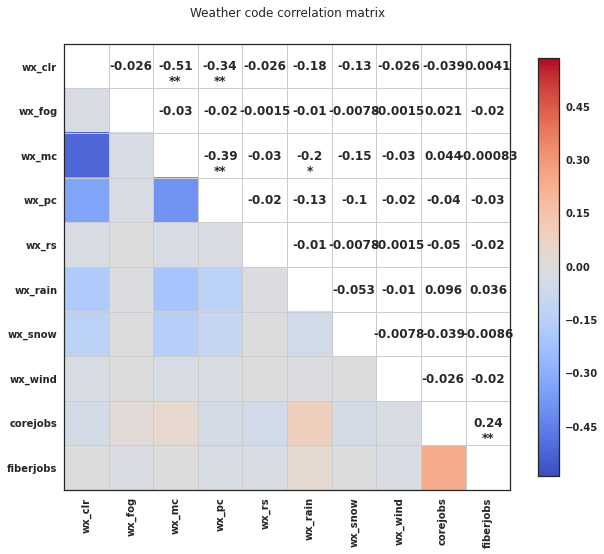 Weather code correlation matrix
wx_clr -0.026 -0.51 -0.34 -0.026 -0.18 -0.13 -0.026 -0.039 0.0041
** **
wx_fog -0.03 -0.02 -0.0015 -0.01 -0.0078 -0.0015 0.021 -0.02
wx_mc -0.39 -0.03 -0.2 -0.15 -0.03 0.044 -0.00083
** *
wx_pc -0.02 -0.13 -0.1 -0.02 -0.04 -0.03
wx_rs -0.01 -0.0078 -0.0015 -0.05 -0.02
wx_rain -0.053 -0.01 0.096 0.036
wx_snow -0.0078 -0.039 -0.0086
wx_wind -0.026 -0.02
corejobs 0.24
**
fiberjobs
wx_clr wx_fog wx_mc wx_pc wx_rs wx_rain wx_snow wx_wind corejobs fiberjobs
0.45
0.30
0.15
0.00
−0.15
−0.30
−0.45